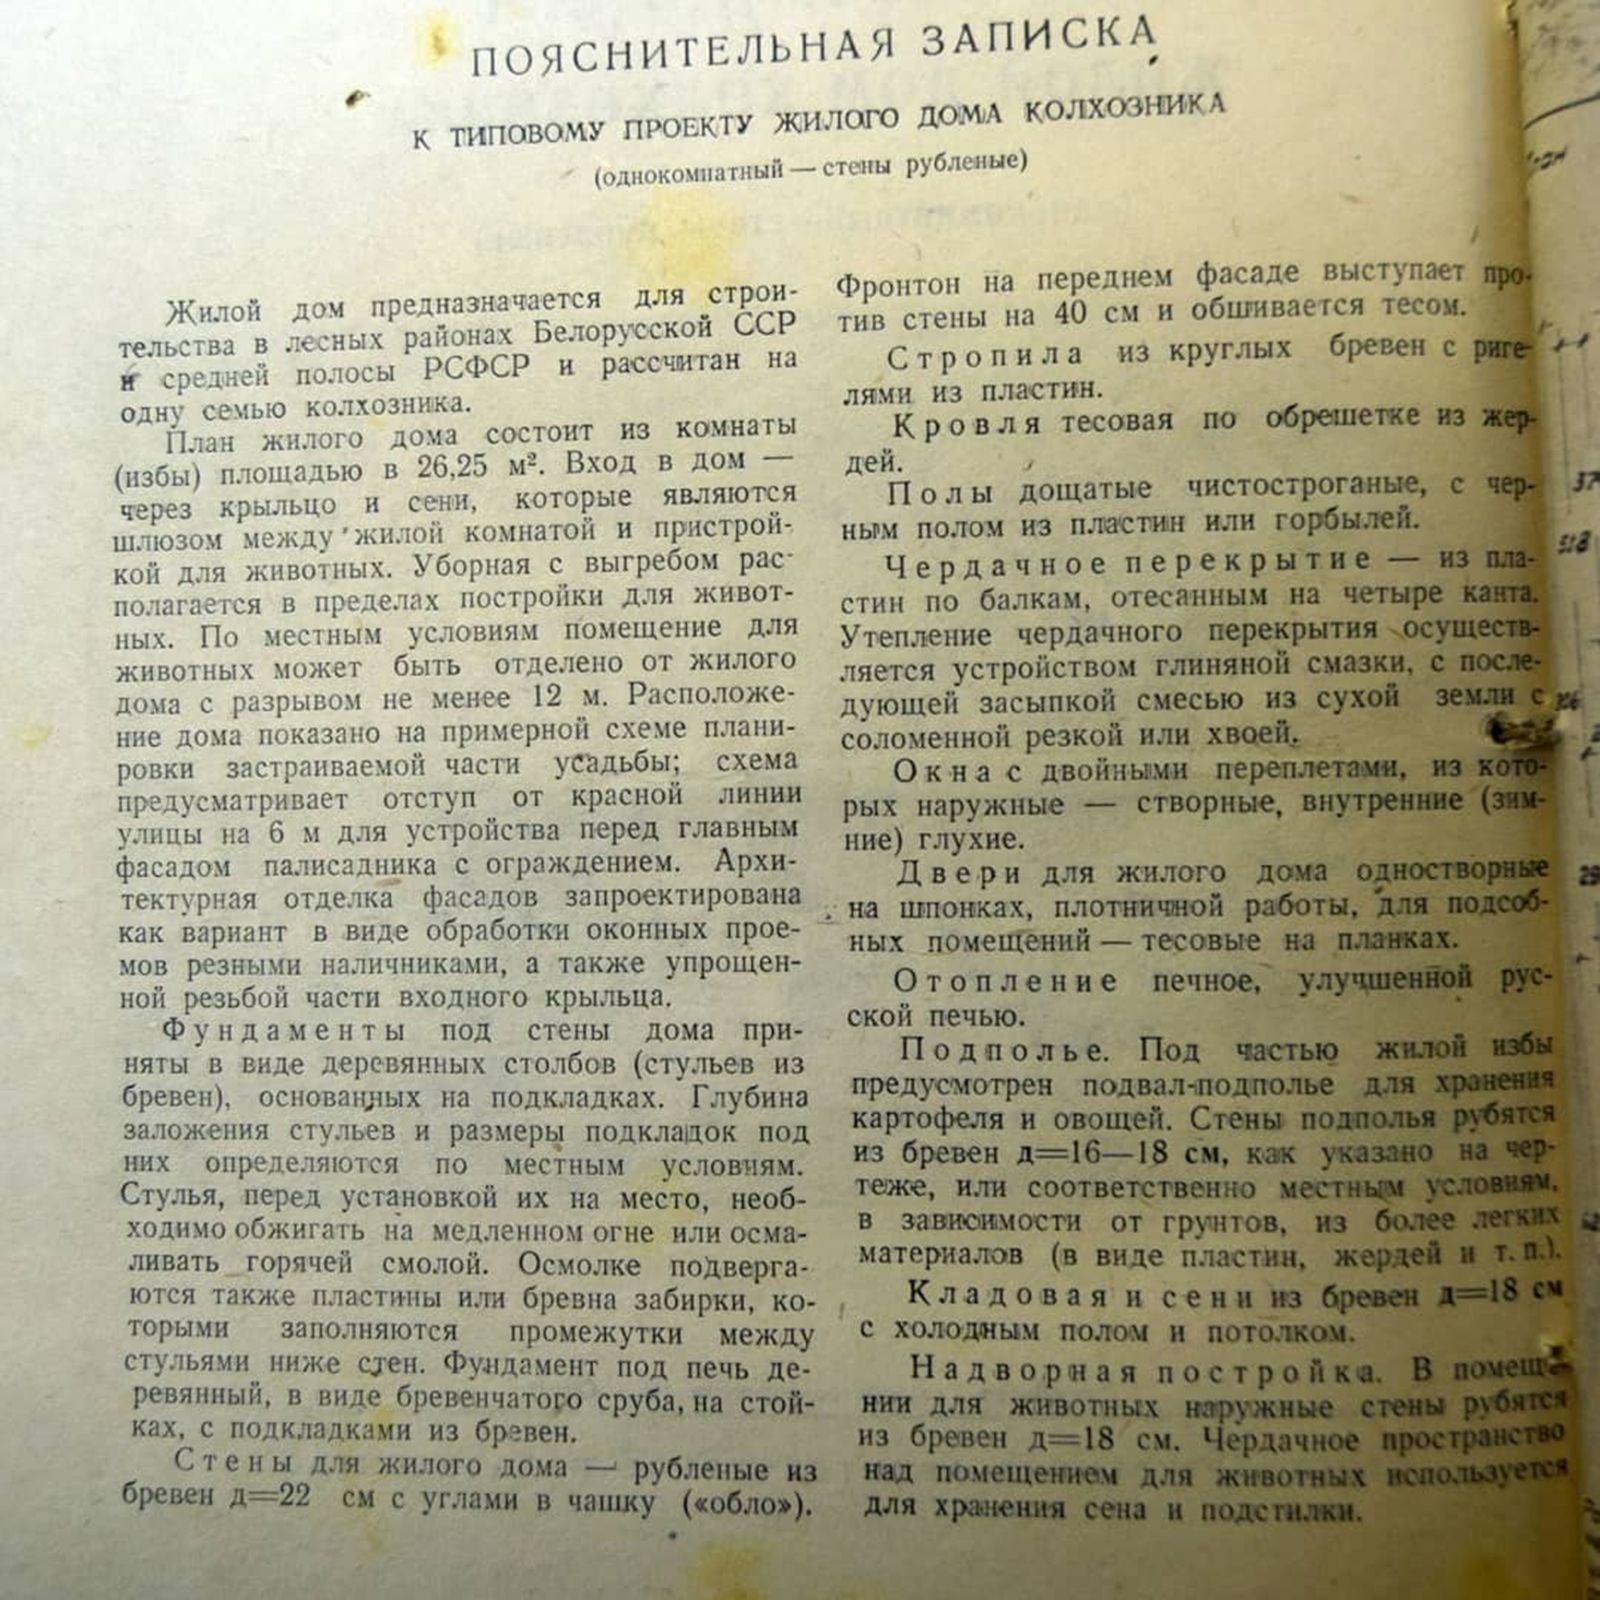 ПОЯСНИТЕЛЬНАЯ ЗАПИСКА
К ТИПОВОМУ ПРОЕКТУ ЖИЛОГО ДОМА КОЛХОЗНИКА
(однокомнатный — стены рубленые)
Жилой дом предназначается для строи-
тельства в лесных районах Белорусской ССР
и средней полосы РСФСР и рассчитан на
одну семью колхозника.
План жилого дома состоит из комнаты
(избы) площадью в 26,25 м². Вход в дом —
через крыльцо и сени, которые являются
шлюзом между жилой комнатой и пристрой-
кой для животных. Уборная с выгребом рас-
полагается в пределах постройки для живот-
ных. По местным условиям помещение для
животных может быть отделено от жилого
дома с разрывом не менее 12 м. Расположе-
ние дома показано на примерной схеме плани-
ровки застраиваемой части усадьбы; схема
предусматривает отступ от красной линии
улицы на 6 м для устройства перед главным
фасадом палисадника с ограждением. Архи-
тектурная отделка фасадов запроектирована
как вариант в виде обработки оконных прое-
мов резными наличниками, а также упрощен-
ной резьбой части входного крыльца.
Фундаменты под стены дома при-
няты в виде деревянных столбов (стульев из
бревен), основанных на подкладках. Глубина
заложения стульев и размеры подкладок под
них определяются по местным условиям.
Стулья, перед установкой их на место, необ-
ходимо обжигать на медленном огне или осма-
ливать горячей смолой. Осмолке подверга-
ются также пластины или бревна забирки, ко-
торыми заполняются промежутки между
стульями ниже стен. Фундамент под печь де-
ревянный, в виде бревенчатого сруба, на стой-
ках, с подкладками из бревен.
Стены для жилого дома — рубленые из
бревен д=22 см с углами в чашку («обло»).
Фронтон на переднем фасаде выступает про-
тив стены на 40 см и обшивается тесом.
Стропила из круглых бревен с риге-
лями из пластин.
Кровля тесовая по обрешетке из жер-
дей.
Полы дощатые чистостроганые, с чер-
ным полом из пластин или горбылей.
Чердачное перекрытие — из пла-
стин по балкам, отесанным на четыре канта.
Утепление чердачного перекрытия осуществ-
ляется устройством глиняной смазки, с после-
дующей засыпкой смесью из сухой земли с
соломенной резкой или хвоей.
Окна с двойными переплетами, из кото-
рых наружные — створные, внутренние (зим-
ние) глухие.
Двери для жилого дома одностворные
на шпонках, плотничной работы, для подсоб-
ных помещений — тесовые на планках.
Отопление печное, улучшенной рус-
ской печью.
Подполье. Под частью жилой избы
предусмотрен подвал-подполье для хранения
картофеля и овощей. Стены подполья рубятся
из бревен д=16—18 см, как указано на чер-
теже, или соответственно местным условиям,
в зависимости от грунтов, из более легких
материалов (в виде пластин, жердей и т. п.).
Кладовая и сени из бревен д=18 см
с холодным полом и потолком.
Надворная постройка. В помеще-
нии для животных наружные стены рубятся
из бревен д=18 см. Чердачное пространство
над помещением для животных используется
для хранения сена и подстилки.